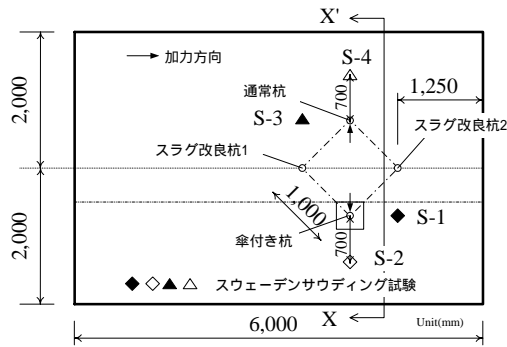 X'
加力方向
S-4
通常杭
700
1,250
2,000
S-3
スラグ改良杭2
スラグ改良杭1
1,000
S-1
傘付き杭
700
2,000
S-2
スウェーデンサウディング試験
X
6,000
Unit(mm)